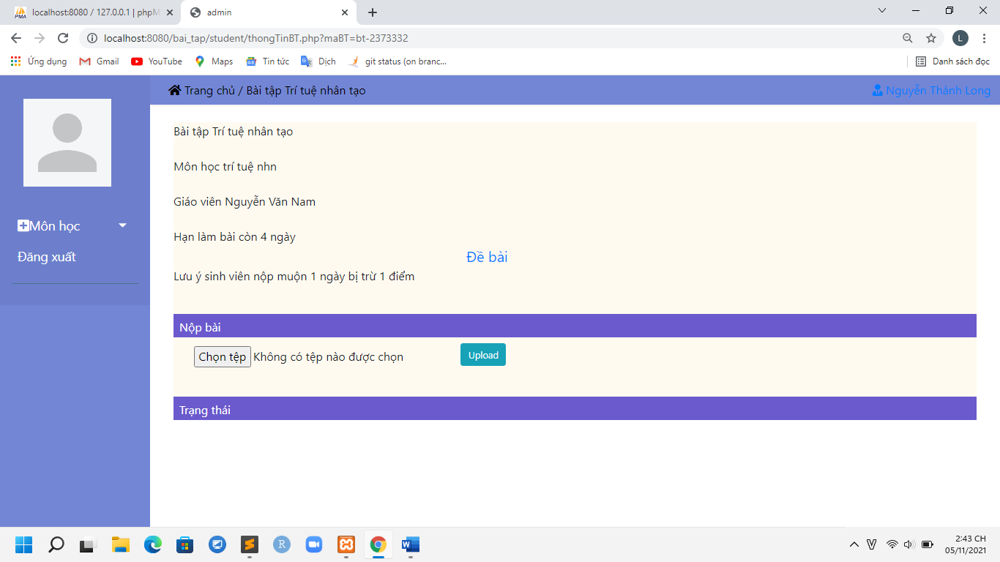 localhost:8080 / 127.0.0.1 | phpM
admin
localhost:8080/bai_tap/student/thongTinBT.php?maBT=bt-2373332
L
Ứng dụng
Gmail
YouTube
Maps
Tin tức
Dịch
git status (on branc...
Danh sách đọc
Trang chủ / Bài tập Trí tuệ nhân tạo
Nguyễn Thành Long
Môn học
Đăng xuất
Bài tập Trí tuệ nhân tạo
Môn học trí tuệ nhn
Giáo viên Nguyễn Văn Nam
Hạn làm bài còn 4 ngày
Đề bài
Lưu ý sinh viên nộp muộn 1 ngày bị trừ 1 điểm
Nộp bài
Chọn tệp Không có tệp nào được chọn
Upload
Trạng thái
2:43 CH
05/11/2021